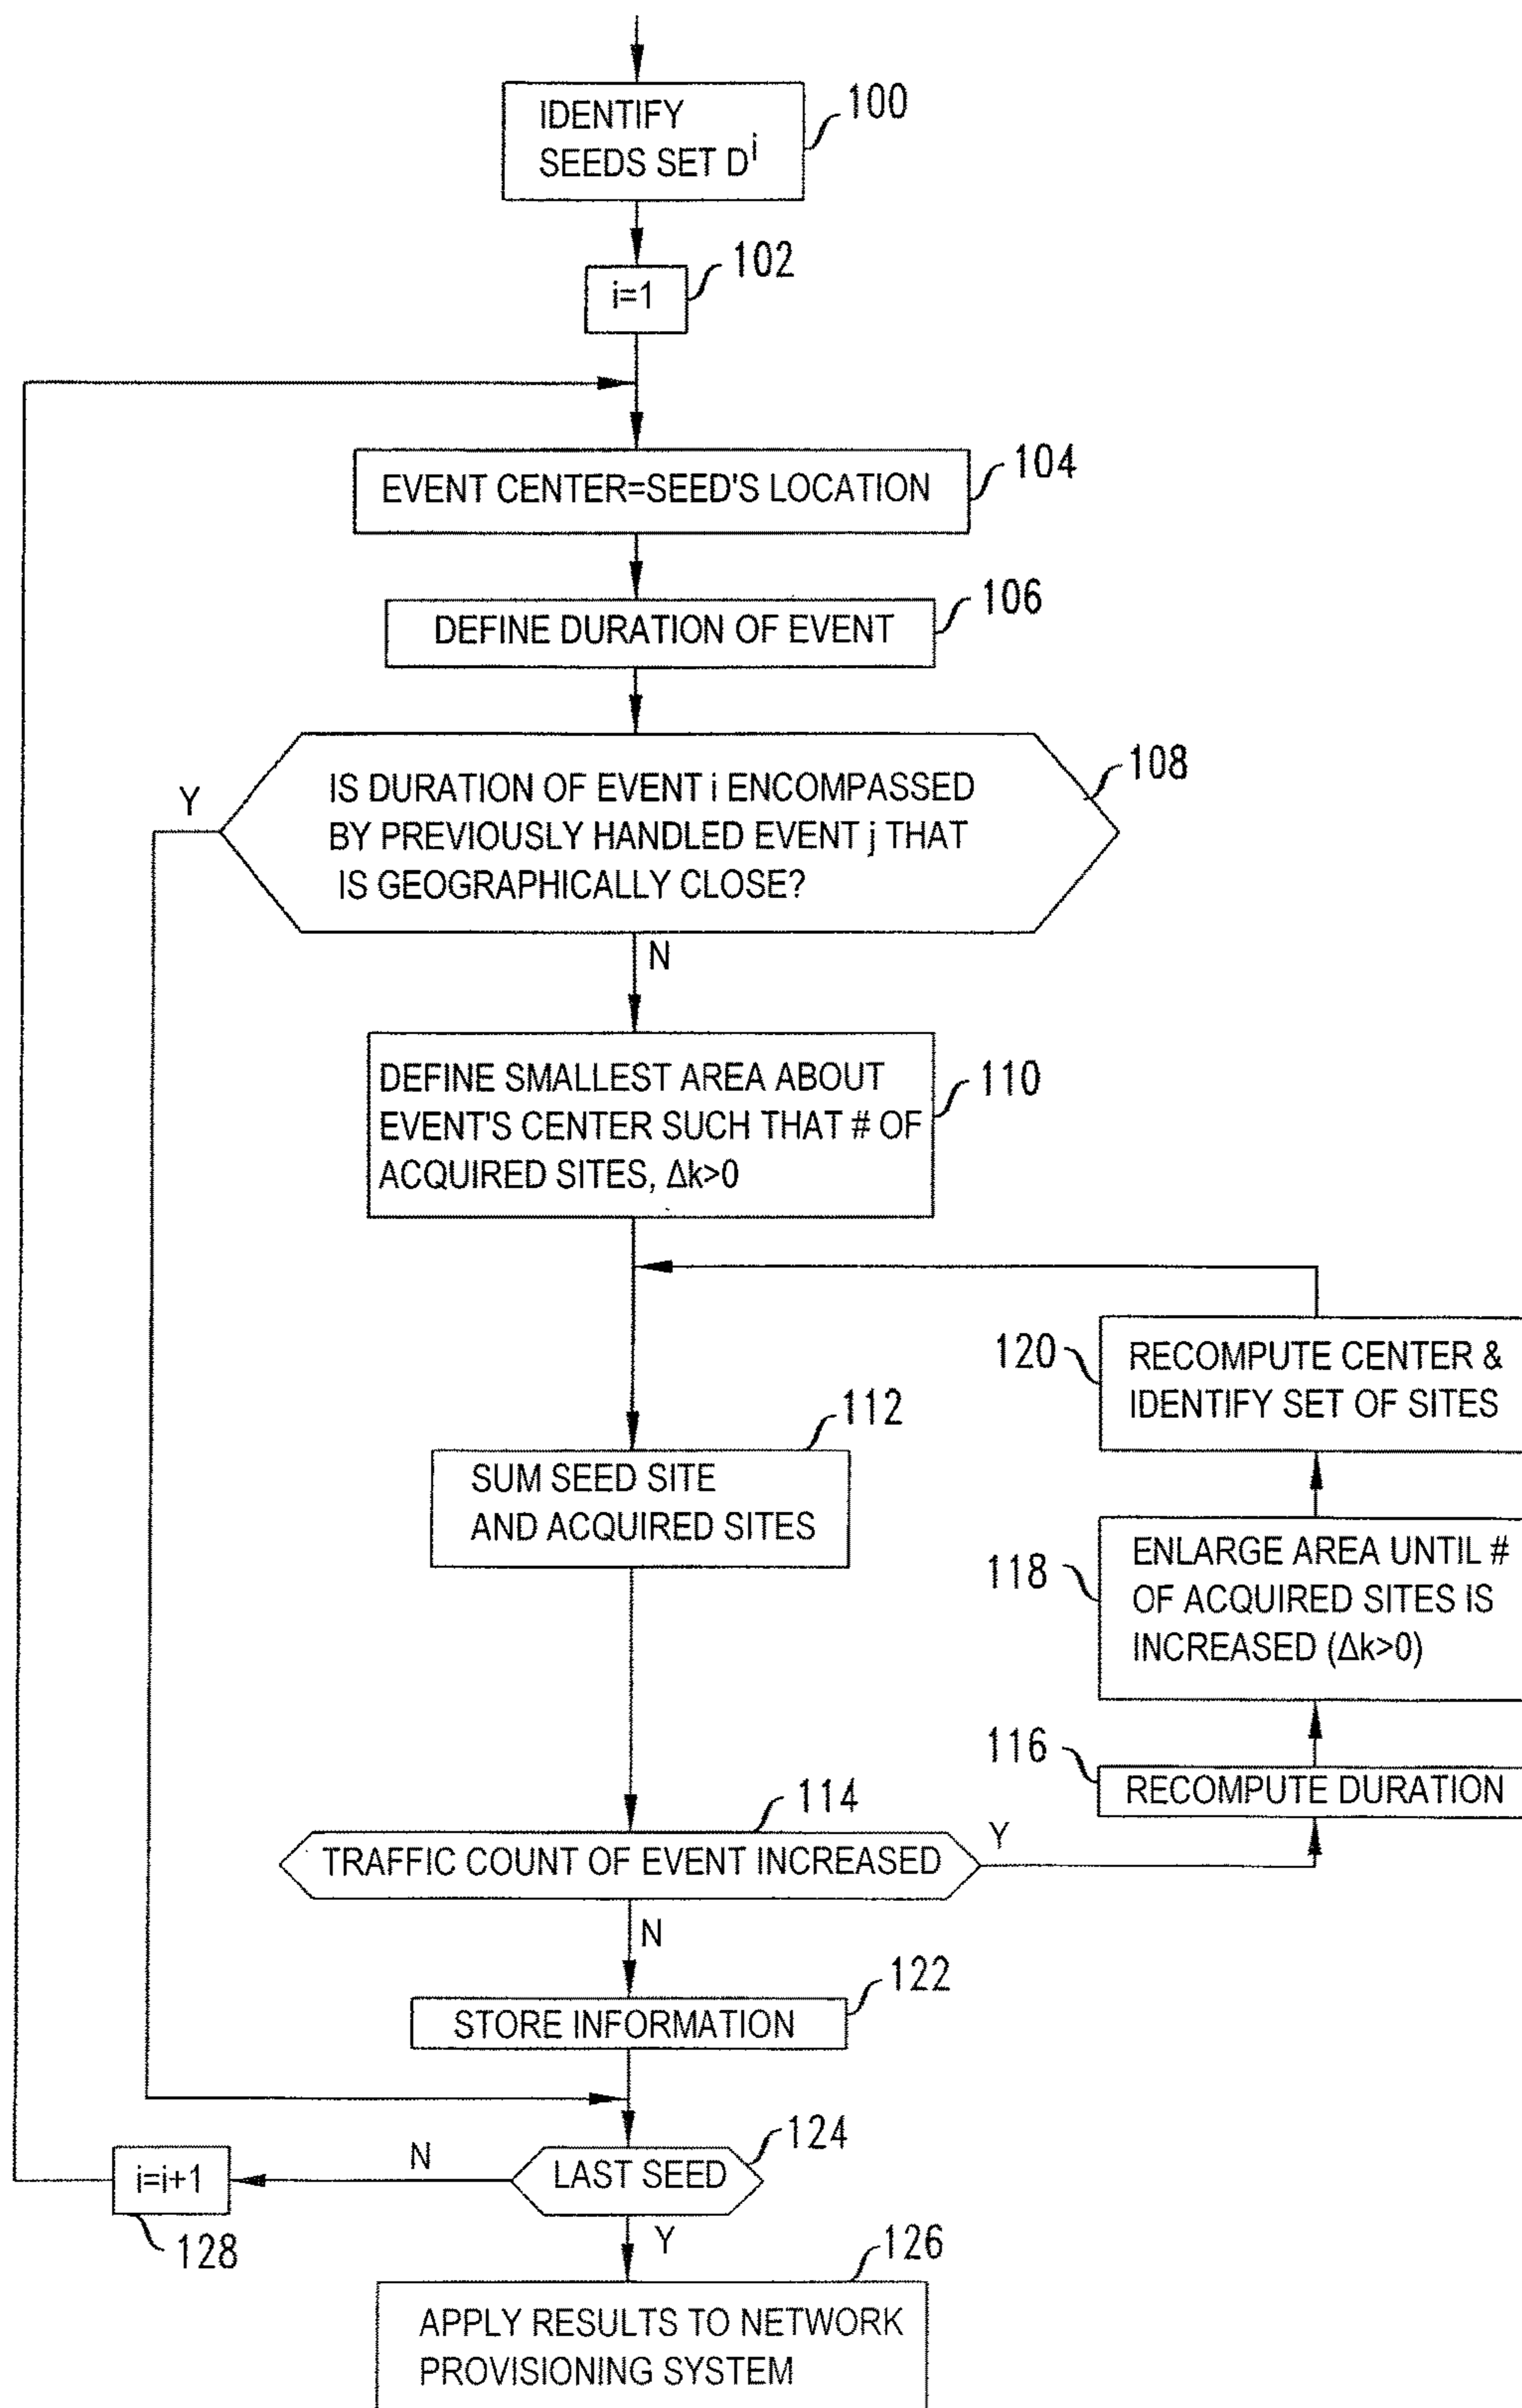 IDENTIFY
SEEDS SET Dⁱ
100
i=1
102
EVENT CENTER=SEED'S LOCATION
104
DEFINE DURATION OF EVENT
106
IS DURATION OF EVENT i ENCOMPASSED
BY PREVIOUSLY HANDLED EVENT j THAT
IS GEOGRAPHICALLY CLOSE?
108
Y
N
DEFINE SMALLEST AREA ABOUT
EVENT'S CENTER SUCH THAT # OF
ACQUIRED SITES, Δk>0
110
120
RECOMPUTE CENTER &
IDENTIFY SET OF SITES
112
SUM SEED SITE
AND ACQUIRED SITES
118
ENLARGE AREA UNTIL #
OF ACQUIRED SITES IS
INCREASED (Δk>0)
116
RECOMPUTE DURATION
114
TRAFFIC COUNT OF EVENT INCREASED
Y
N
122
STORE INFORMATION
124
LAST SEED
N
i=i+1
128
Y
126
APPLY RESULTS TO NETWORK
PROVISIONING SYSTEM